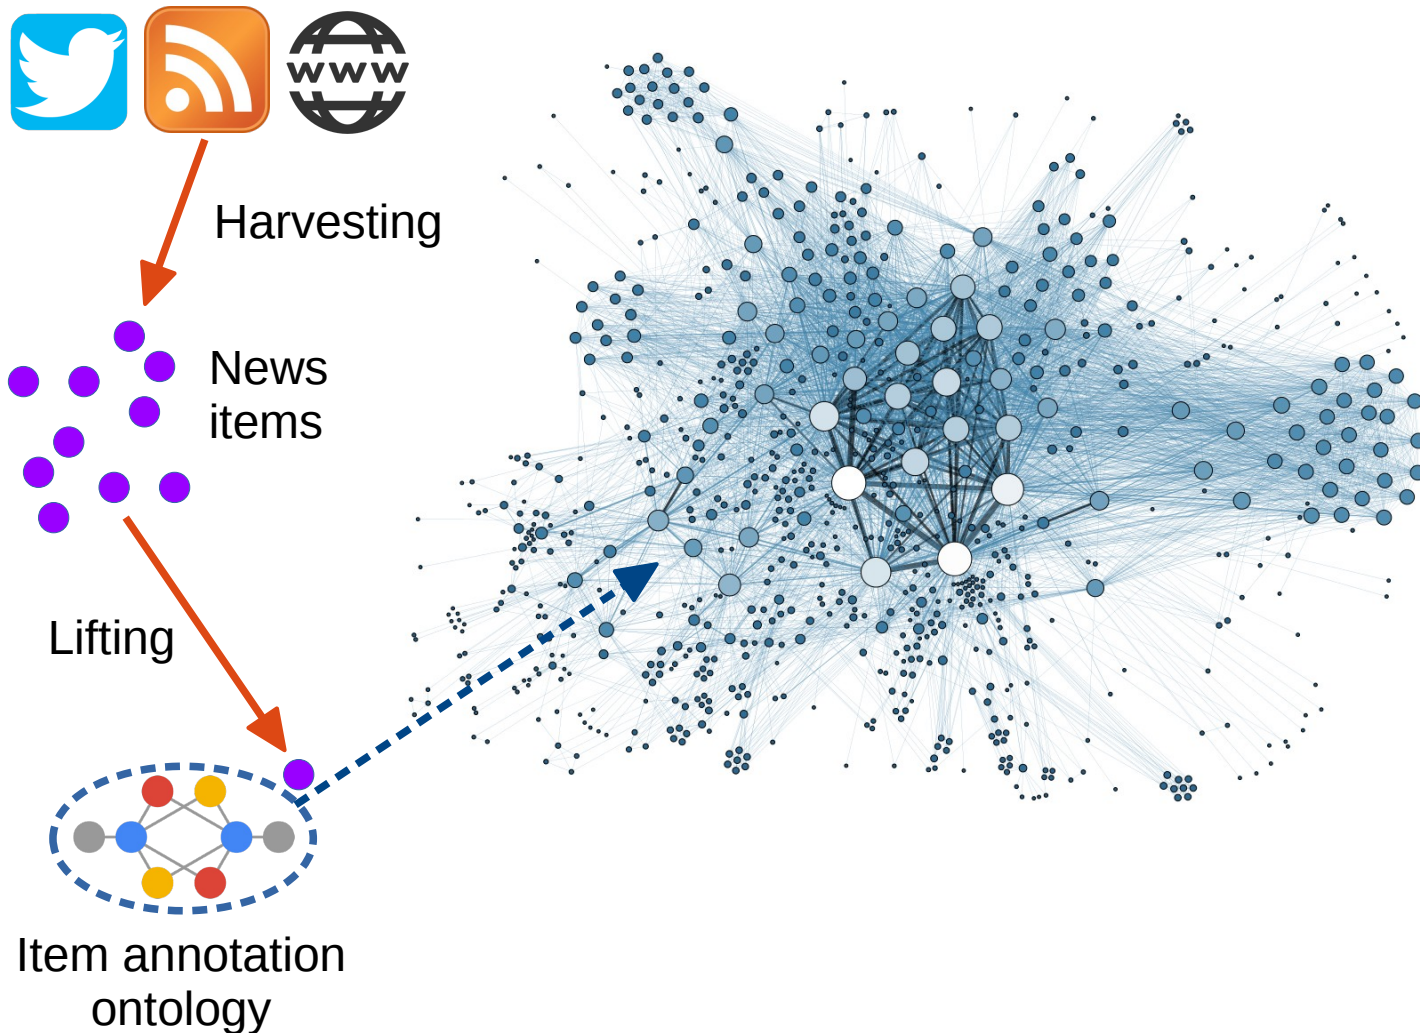 WWW
Harvesting
News
items
Lifting
Item annotation
ontology